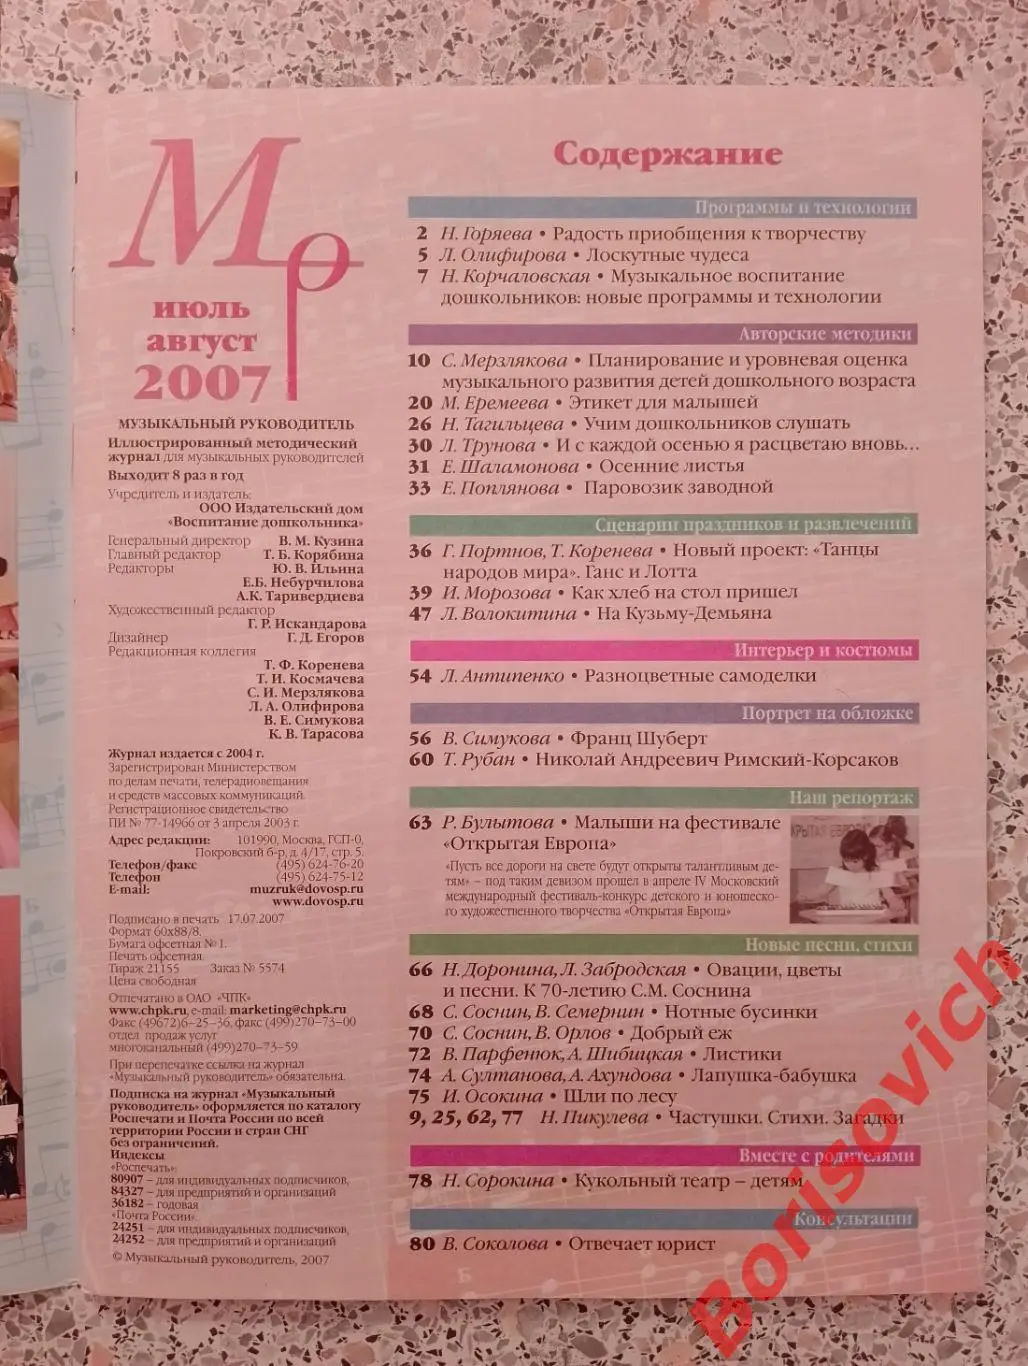 Мр
июль
август
2007
МУЗЫКАЛЬНЫЙ РУКОВОДИТЕЛЬ
Иллюстрированный методический
журнал для музыкальных руководителей
Выходит 8 раз в год
Учредитель и издатель:
ООО Издательский дом
«Воспитание дошкольника»
Генеральный директор В. М. Кузина
Главный редактор Т. Б. Корябина
Редакторы Ю. В. Ильина
Е.Б. Небурчилова
А.К. Таривердиева
Художественный редактор
Г. Р. Искандарова
Дизайнер Г. Д. Егоров
Редакционная коллегия
Т. Ф. Коренева
Т. И. Космачева
С. И. Мерзлякова
Л. А. Олифирова
В. Е. Симукова
К. В. Тарасова
Журнал издается с 2004 г.
Зарегистрирован Министерством
по делам печати, телерадиовещания
и средств массовых коммуникаций.
Регистрационное свидетельство
ПИ № 77-14966 от 3 апреля 2003 г.
Адрес редакции: 101990, Москва, ГСП-0,
Покровский б-р, д. 4/17, стр. 5.
Телефон/факс (495) 624-76-20
Телефон (495) 624-75-12
E-mail: muzruk@dovosp.ru
www.dovosp.ru
Подписано в печать 17.07.2007
Формат 60х88/8.
Бумага офсетная № 1.
Печать офсетная.
Тираж 21155 Заказ № 5574
Цена свободная
Отпечатано в ОАО «ЧПК»
www.chpk.ru, e-mail: marketing@chpk.ru
Факс (49672)6-25-36, факс (499)270-73-00
отдел продаж услуг
многоканальный (499)270-73-59
При перепечатке ссылка на журнал
«Музыкальный руководитель» обязательна.
Подписка на журнал «Музыкальный
руководитель» оформляется по каталогу
Роспечати и Почта России по всей
территории России и стран СНГ
без ограничений.
Индексы
«Роспечать»:
80907 – для индивидуальных подписчиков,
84327 – для предприятий и организаций
36182 – годовая
«Почта России»:
24251 – для индивидуальных подписчиков,
24252 – для предприятий и организаций
© Музыкальный руководитель, 2007
Содержание
Программы и технологии
2 Н. Горяева • Радость приобщения к творчеству
5 Л. Олифирова • Лоскутные чудеса
7 Н. Корчаловская • Музыкальное воспитание
дошкольников: новые программы и технологии
Авторские методики
10 С. Мерзлякова • Планирование и уровневая оценка
музыкального развития детей дошкольного возраста
20 М. Еремеева • Этикет для малышей
26 Н. Тагильцева • Учим дошкольников слушать
30 Л. Трунова • И с каждой осенью я расцветаю вновь...
31 Е. Шаламонова • Осенние листья
33 Е. Поплянова • Паровозик заводной
Сценарии праздников и развлечений
36 Г. Портнов, Т. Коренева • Новый проект: «Танцы
народов мира». Ганс и Лотта
39 И. Морозова • Как хлеб на стол пришел
47 Л. Волокитина • На Кузьму-Демьяна
Интерьер и костюмы
54 Л. Антипенко • Разноцветные самоделки
Портрет на обложке
56 В. Симукова • Франц Шуберт
60 Т. Рубан • Николай Андреевич Римский-Корсаков
Наш репортаж
63 Р. Булытова • Малыши на фестивале
«Открытая Европа»
«Пусть все дороги на свете будут открыты талантливым де-
тям» – под таким девизом прошел в апреле IV Московский
международный фестиваль-конкурс детского и юношеско-
го художественного творчества «Открытая Европа»
Новые песни, стихи
66 Н. Доронина, Л. Забродская • Овации, цветы
и песни. К 70-летию С.М. Соснина
68 С. Соснин, В. Семернин • Нотные бусинки
70 С. Соснин, В. Орлов • Добрый еж
72 В. Парфенюк, А. Шибицкая • Листики
74 А. Султанова, А. Ахундова • Лапушка-бабушка
75 И. Осокина • Шли по лесу
9, 25, 62, 77 Н. Пикулева • Частушки. Стихи. Загадки
Вместе с родителями
78 Н. Сорокина • Кукольный театр – детям
Консультации
80 В. Соколова • Отвечает юрист
Borisovich